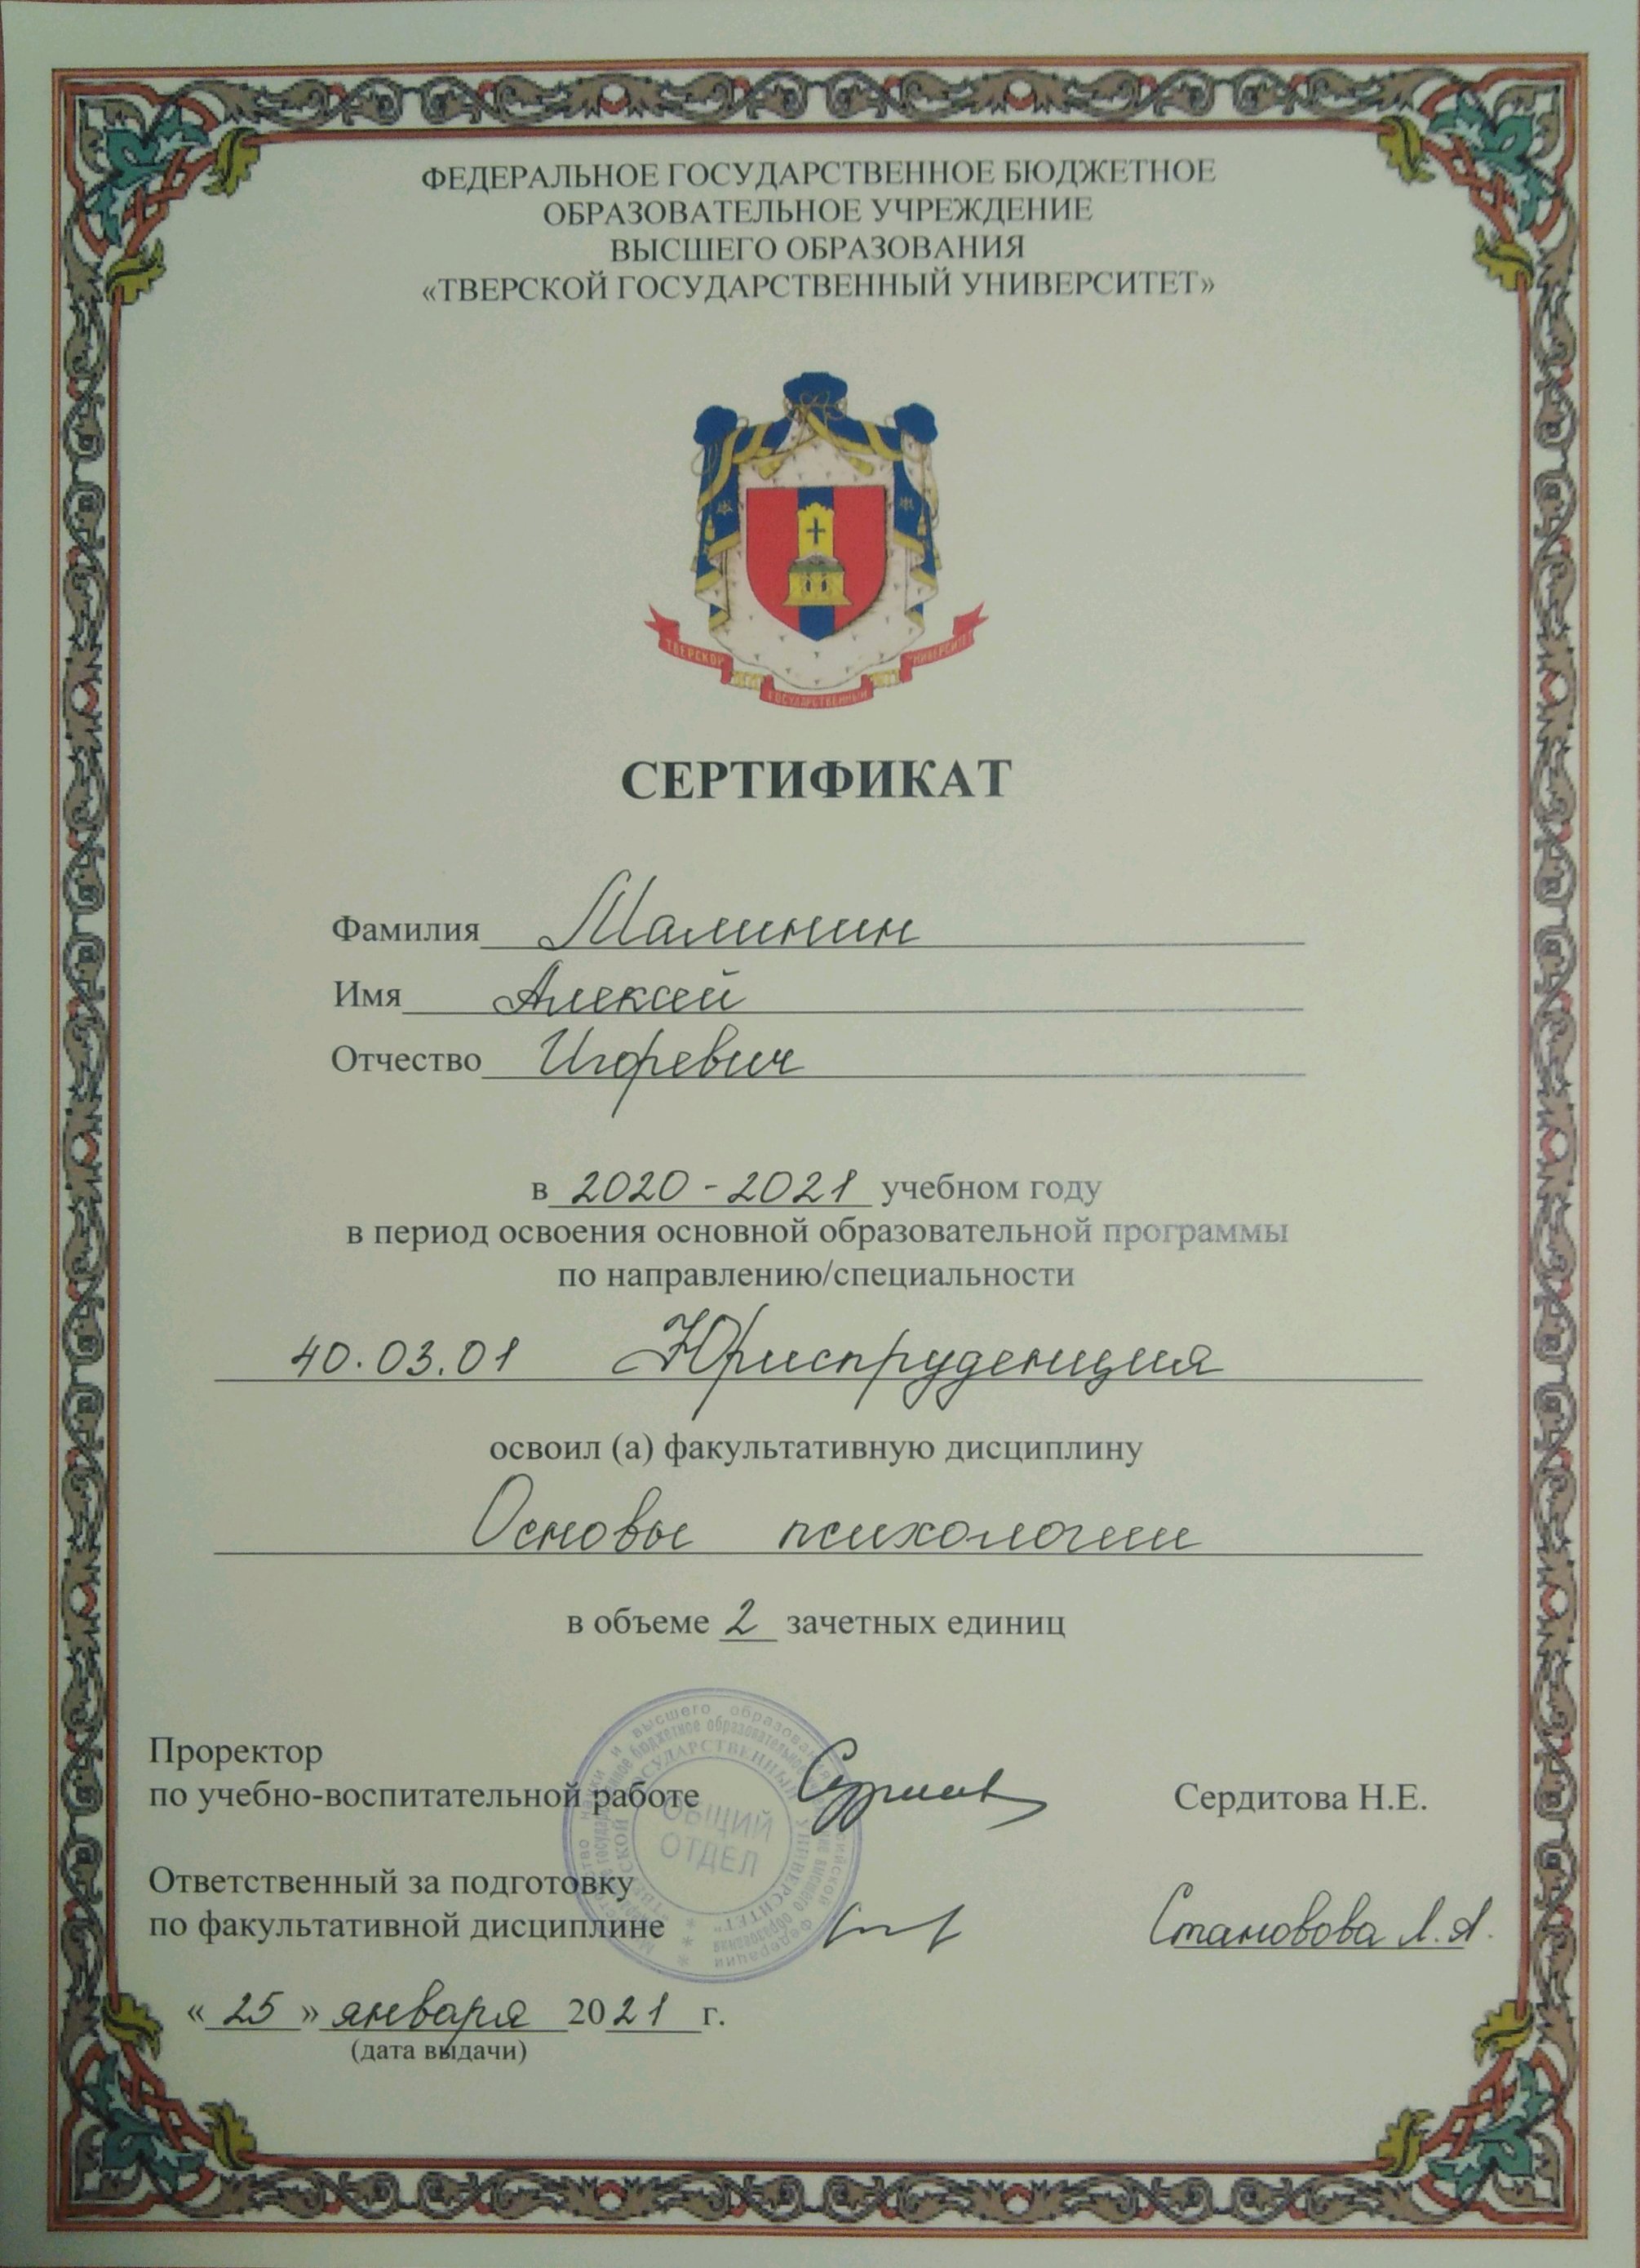 ФЕДЕРАЛЬНОЕ ГОСУДАРСТВЕННОЕ БЮДЖЕТНОЕ
ОБРАЗОВАТЕЛЬНОЕ УЧРЕЖДЕНИЕ
ВЫСШЕГО ОБРАЗОВАНИЯ
«ТВЕРСКОЙ ГОСУДАРСТВЕННЫЙ УНИВЕРСИТЕТ»
ТВЕРСКОЙ
ГОСУДАРСТВЕННЫЙ
УНИВЕРСИТЕТ
СЕРТИФИКАТ
Фамилия Малинин
Имя Алексей
Отчество Игоревич
в 2020-2021 учебном году
в период освоения основной образовательной программы
по направлению/специальности
40.03.01 Юриспруденция
освоил (а) факультативную дисциплину
Основы психологии
в объеме 2 зачетных единиц
Проректор
по учебно-воспитательной работе Сердитова Н.Е.
ОБЩИЙ
ОТДЕЛ
Ответственный за подготовку
по факультативной дисциплине Становова Л.А.
«25» января 2021 г.
(дата выдачи)